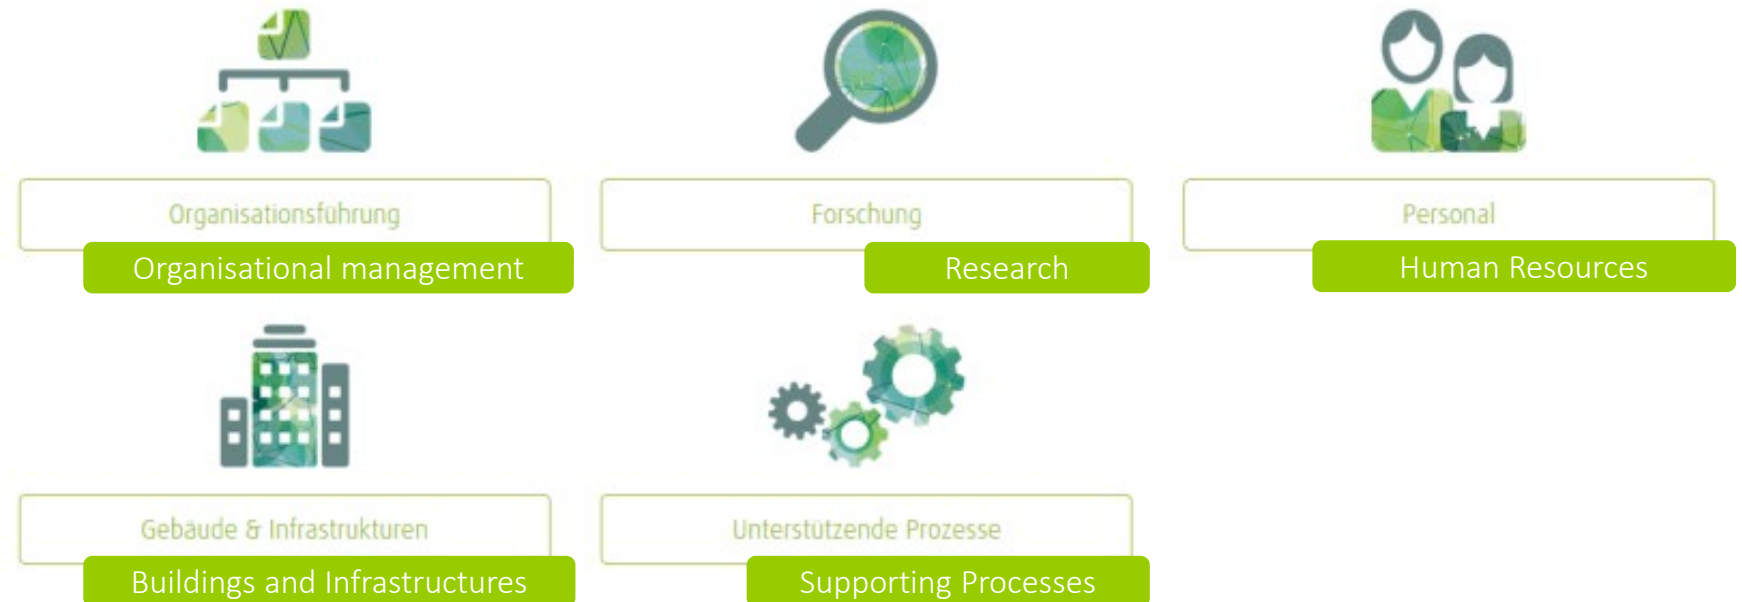 Organisationsführung
Organisational management
Forschung
Research
Personal
Human Resources
Gebäude & Infrastrukturen
Buildings and Infrastructures
Unterstützende Prozesse
Supporting Processes